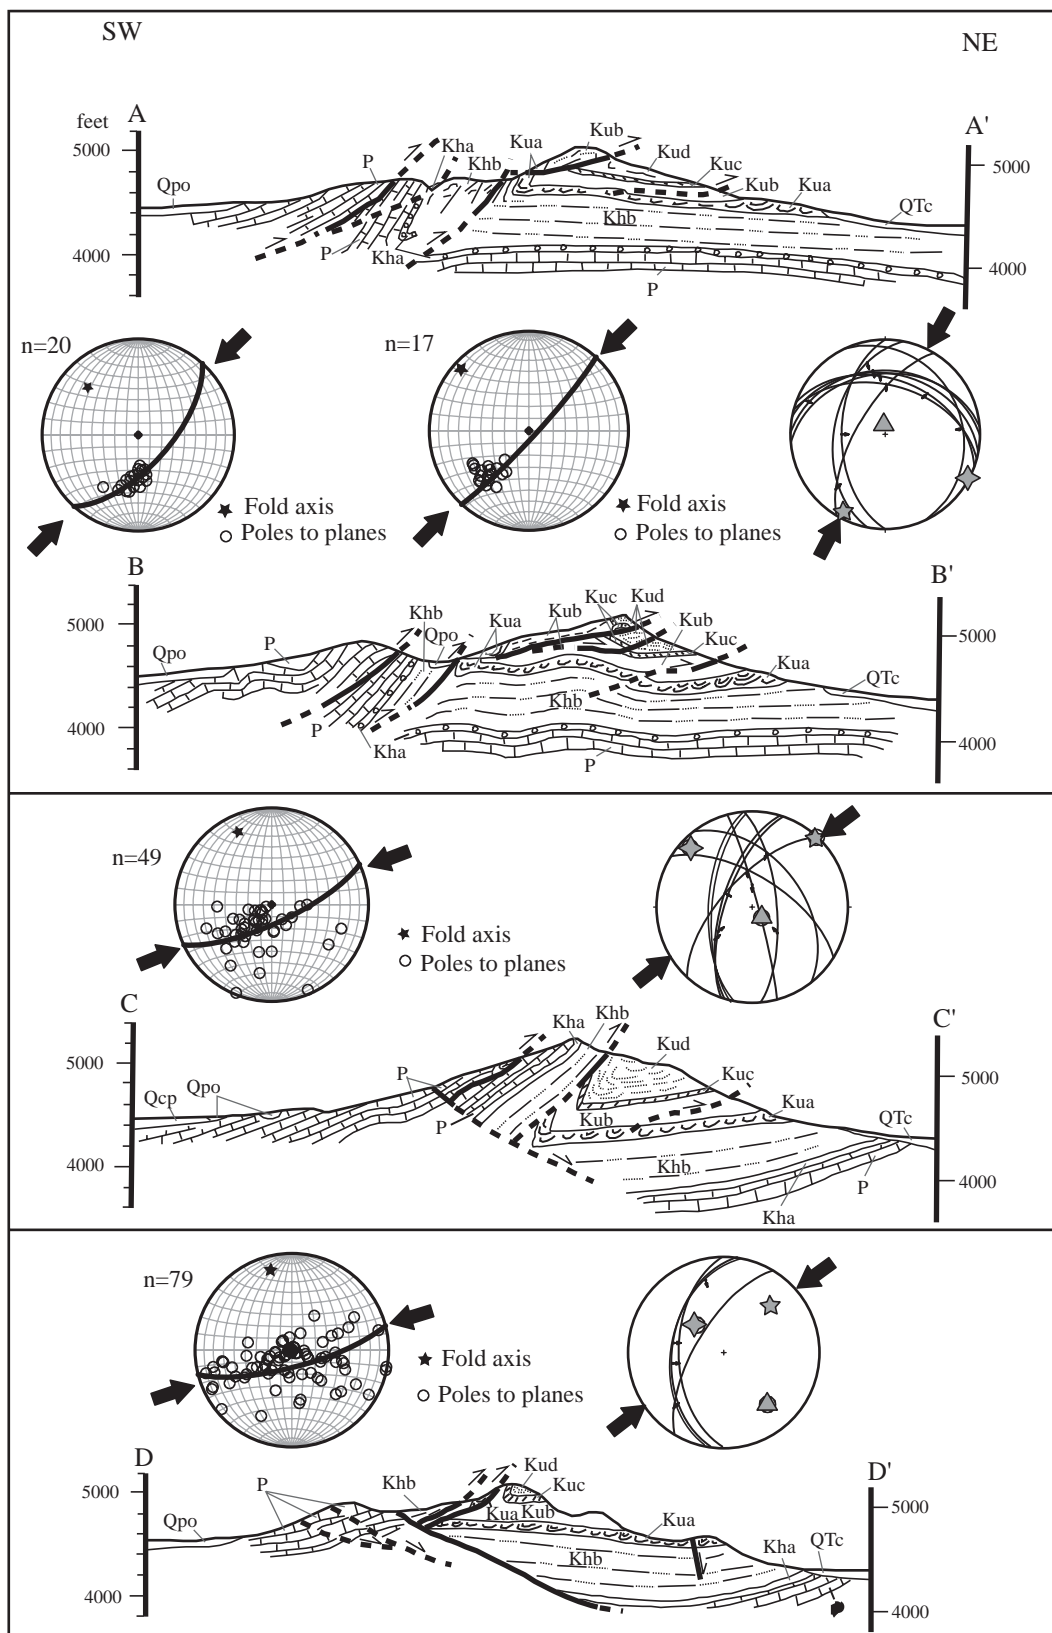 SW
NE
A
A'
feet
5000
5000
4000
4000
Qpo
P
Kha
Khb
Kua
Kub
Kud
Kuc
Kub
Kua
QTc
Khb
P
Kha
P
n=20
n=17
Fold axis
Poles to planes
Fold axis
Poles to planes
B
B'
5000
5000
4000
4000
Qpo
P
Khb
Qpo
Kua
Kub
Kuc
Kud
Kub
Kuc
Kua
QTc
Khb
P
Kha
P
n=49
Fold axis
Poles to planes
C
C'
5000
5000
4000
4000
Qcp
Qpo
P
Kha
Khb
Kud
Kuc
Kua
QTc
P
Kub
Khb
P
Kha
n=79
Fold axis
Poles to planes
D
D'
5000
5000
4000
4000
Qpo
P
Khb
Kud
Kuc
Kua
Kub
Kua
Khb
Kha
QTc